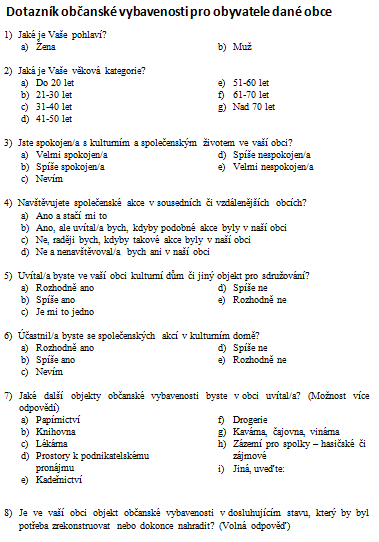 Dotazník občanské vybavenosti pro obyvatele dané obce
1) Jaké je Vaše pohlaví?
a) Žena
b) Muž
2) Jaká je Vaše věková kategorie?
a) Do 20 let
b) 21-30 let
c) 31-40 let
d) 41-50 let
e) 51-60 let
f) 61-70 let
g) Nad 70 let
3) Jste spokojen/a s kulturním a společenským životem ve vaší obci?
a) Velmi spokojen/a
b) Spíše spokojen/a
c) Nevím
d) Spíše nespokojen/a
e) Velmi nespokojen/a
4) Navštěvujete společenské akce v sousedních či vzdálenějších obcích?
a) Ano a stačí mi to
b) Ano, ale uvítal/a bych, kdyby podobné akce byly v naší obci
c) Ne, raději bych, kdyby takové akce byly v naší obci
d) Ne a nenavštěvoval/a bych ani v naší obci
5) Uvítal/a byste ve vaší obci kulturní dům či jiný objekt pro sdružování?
a) Rozhodně ano
b) Spíše ano
c) Je mi to jedno
d) Spíše ne
e) Rozhodně ne
6) Účastnil/a byste se společenských akcí v kulturním domě?
a) Rozhodně ano
b) Spíše ano
c) Nevím
d) Spíše ne
e) Rozhodně ne
7) Jaké další objekty občanské vybavenosti byste v obci uvítal/a? (Možnost více
odpovědí)
a) Papírnictví
b) Knihovna
c) Lékárna
d) Prostory k podnikatelskému
pronájmu
e) Kadeřnictví
f) Drogerie
g) Kavárna, čajovna, vinárna
h) Zázemí pro spolky – hasičské či
zájmové
i) Jiná, uveďte:
8) Je ve vaší obci objekt občanské vybavenosti v dosluhujícím stavu, který by byl
potřeba zrekonstruovat nebo dokonce nahradit? (Volná odpověď)